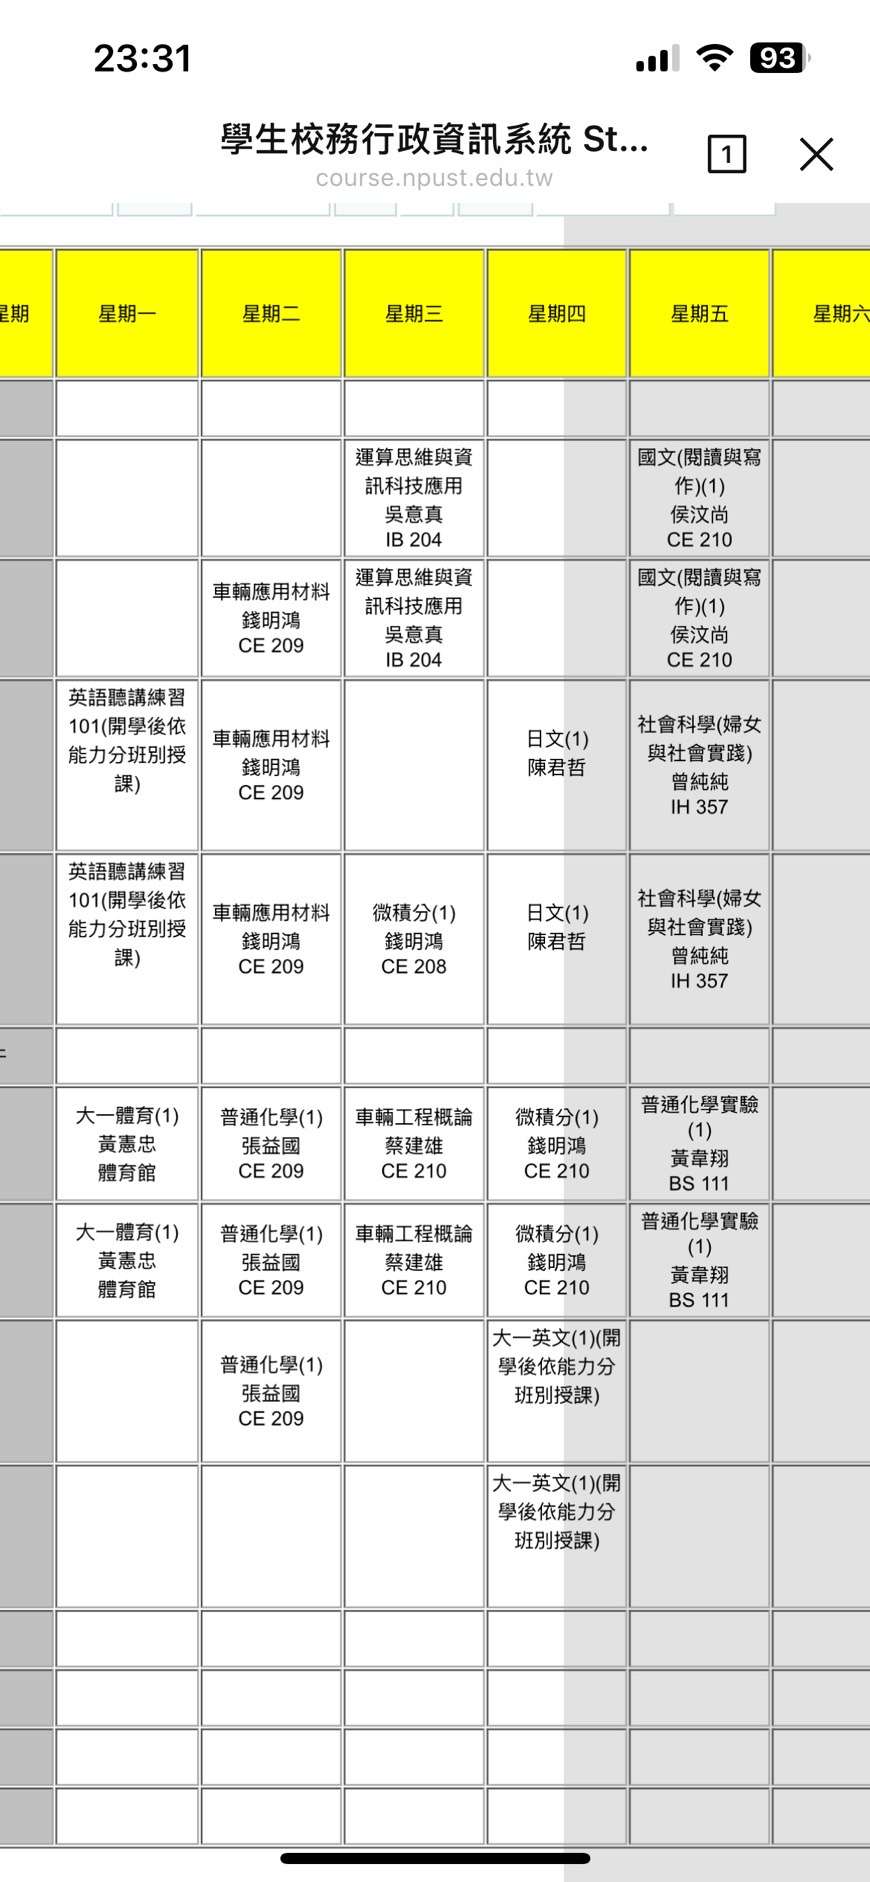 23:31
93
學生校務行政資訊系統 St...
course.npust.edu.tw
1
星期
星期一
星期二
星期三
星期四
星期五
星期六
運算思維與資
訊科技應用
吳意真
IB 204
國文(閱讀與寫
作)(1)
侯汶尚
CE 210
車輛應用材料
錢明鴻
CE 209
運算思維與資
訊科技應用
吳意真
IB 204
國文(閱讀與寫
作)(1)
侯汶尚
CE 210
英語聽講練習
101(開學後依
能力分班別授
課)
車輛應用材料
錢明鴻
CE 209
日文(1)
陳君哲
社會科學(婦女
與社會實踐)
曾純純
IH 357
英語聽講練習
101(開學後依
能力分班別授
課)
車輛應用材料
錢明鴻
CE 209
微積分(1)
錢明鴻
CE 208
日文(1)
陳君哲
社會科學(婦女
與社會實踐)
曾純純
IH 357
大一體育(1)
黃憲忠
體育館
普通化學(1)
張益國
CE 209
車輛工程概論
蔡建雄
CE 210
微積分(1)
錢明鴻
CE 210
普通化學實驗
(1)
黃韋翔
BS 111
大一體育(1)
黃憲忠
體育館
普通化學(1)
張益國
CE 209
車輛工程概論
蔡建雄
CE 210
微積分(1)
錢明鴻
CE 210
普通化學實驗
(1)
黃韋翔
BS 111
普通化學(1)
張益國
CE 209
大一英文(1)(開
學後依能力分
班別授課)
大一英文(1)(開
學後依能力分
班別授課)